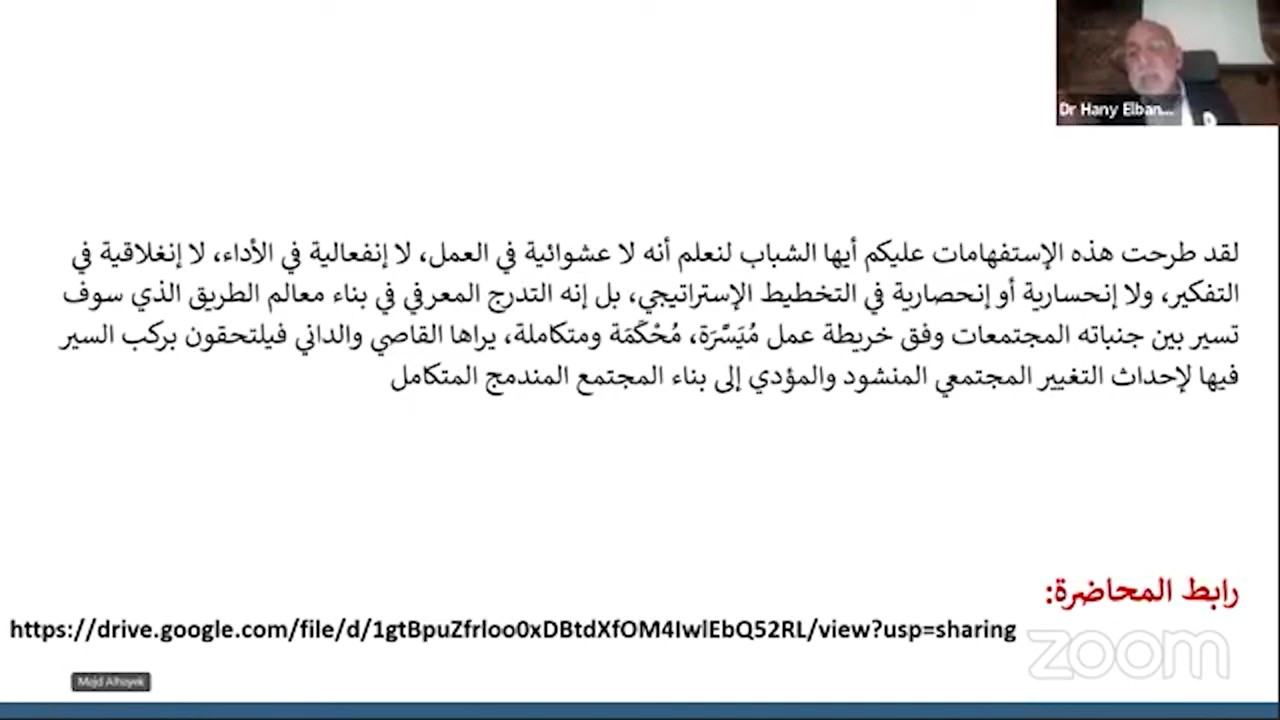 Dr Hany Elban...
لقد طرحت هذه الإستفهامات عليكم أيها الشباب لنعلم أنه لا عشوائية في العمل، لا إنفعالية في الأداء، لا إنغلاقية في
التفكير، ولا إنحسارية أو إنحصارية في التخطيط الإستراتيجي، بل إنه التدرج المعرفي في بناء معالم الطريق الذي سوف
تسير بين جنباته المجتمعات وفق خريطة عمل مُيَسَّرَة، مُحْكَمَة ومتكاملة، يراها القاصي والداني فيلتحقون بركب السير
فيها لإحداث التغيير المجتمعي المنشود والمؤدي إلى بناء المجتمع المندمج المتكامل
رابط المحاضرة:
https://drive.google.com/file/d/1gtBpuZfrloo0xDBtdXfOM4IwlEbQ52RL/view?usp=sharing
zoom
Majd Alhayek